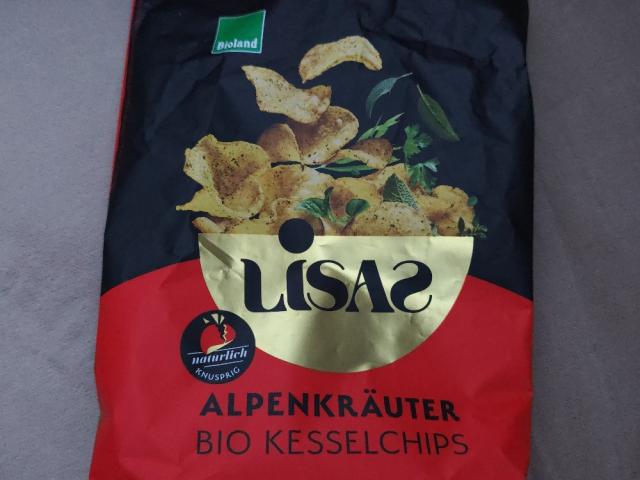 Bioland
LiSAS
natürlich
KNUSPRIG
ALPENKRÄUTER
BIO KESSELCHIPS